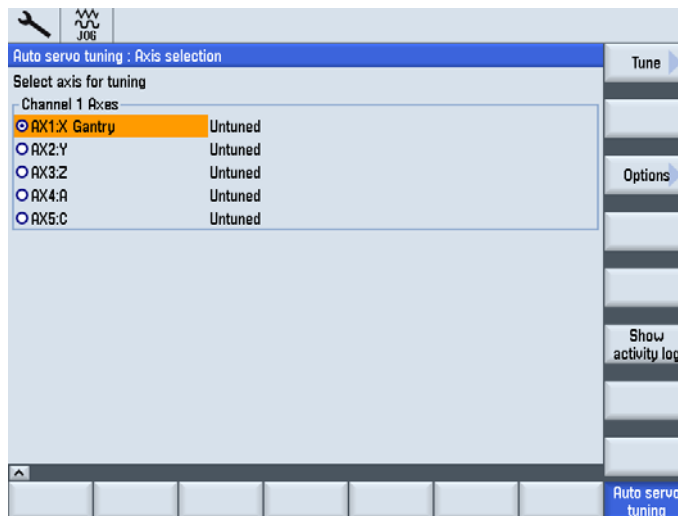 JOG
Auto servo tuning : Axis selection
Tune
Select axis for tuning
Channel 1 Axes
AX1:X Gantry Untuned
AX2:Y Untuned
AX3:Z Untuned
Options
AX4:A Untuned
AX5:C Untuned
Show
activity log
Auto servo
tuning